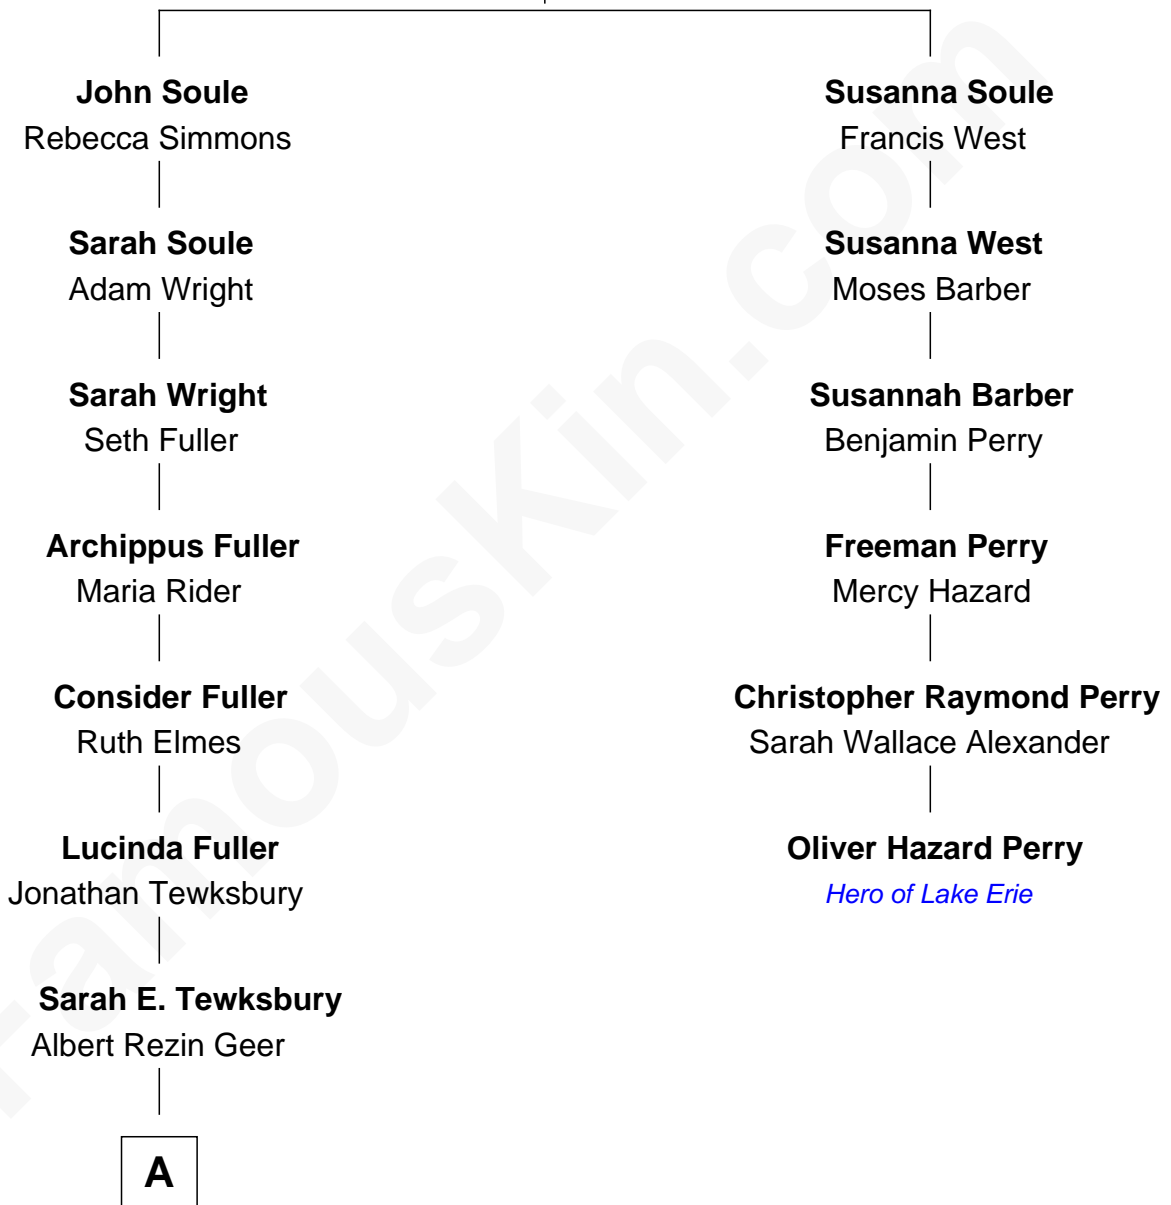 John Soule
Rebecca Simmons
Sarah Soule
Adam Wright
Sarah Wright
Seth Fuller
Archippus Fuller
Maria Rider
Consider Fuller
Ruth Elmes
Lucinda Fuller
Jonathan Tewksbury
Sarah E. Tewksbury
Albert Rezin Geer
A
Susanna Soule
Francis West
Susanna West
Moses Barber
Susannah Barber
Benjamin Perry
Freeman Perry
Mercy Hazard
Christopher Raymond Perry
Sarah Wallace Alexander
Oliver Hazard Perry
Hero of Lake Erie
FamousKin.com